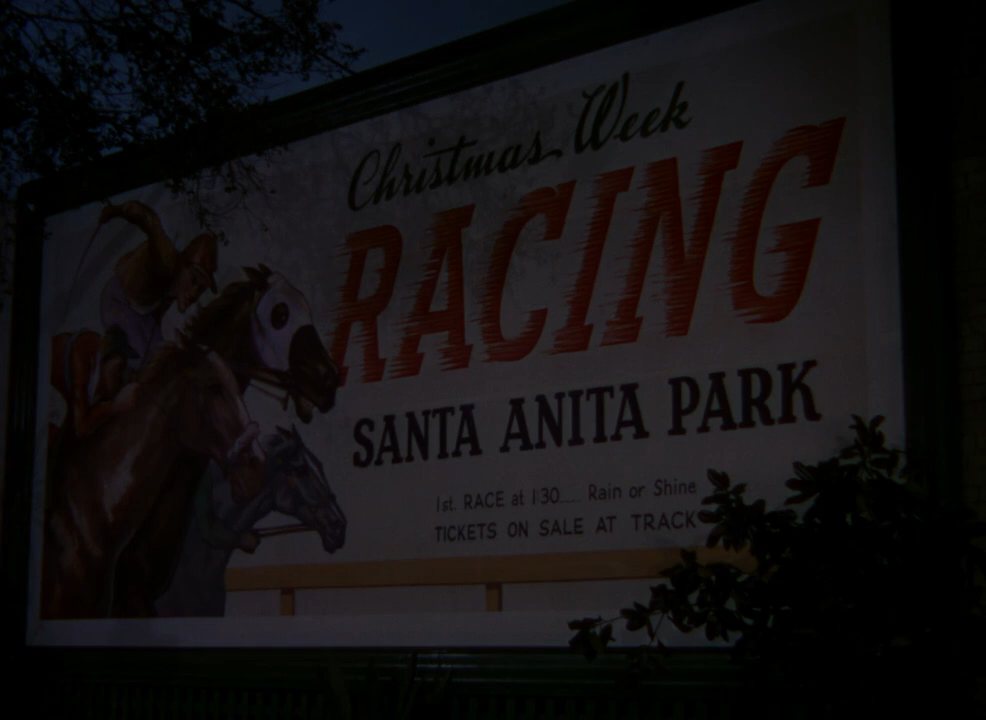 Christmas Week
RACING
SANTA ANITA PARK
1st. RACE at 1:30.... Rain or Shine
TICKETS ON SALE AT TRACK